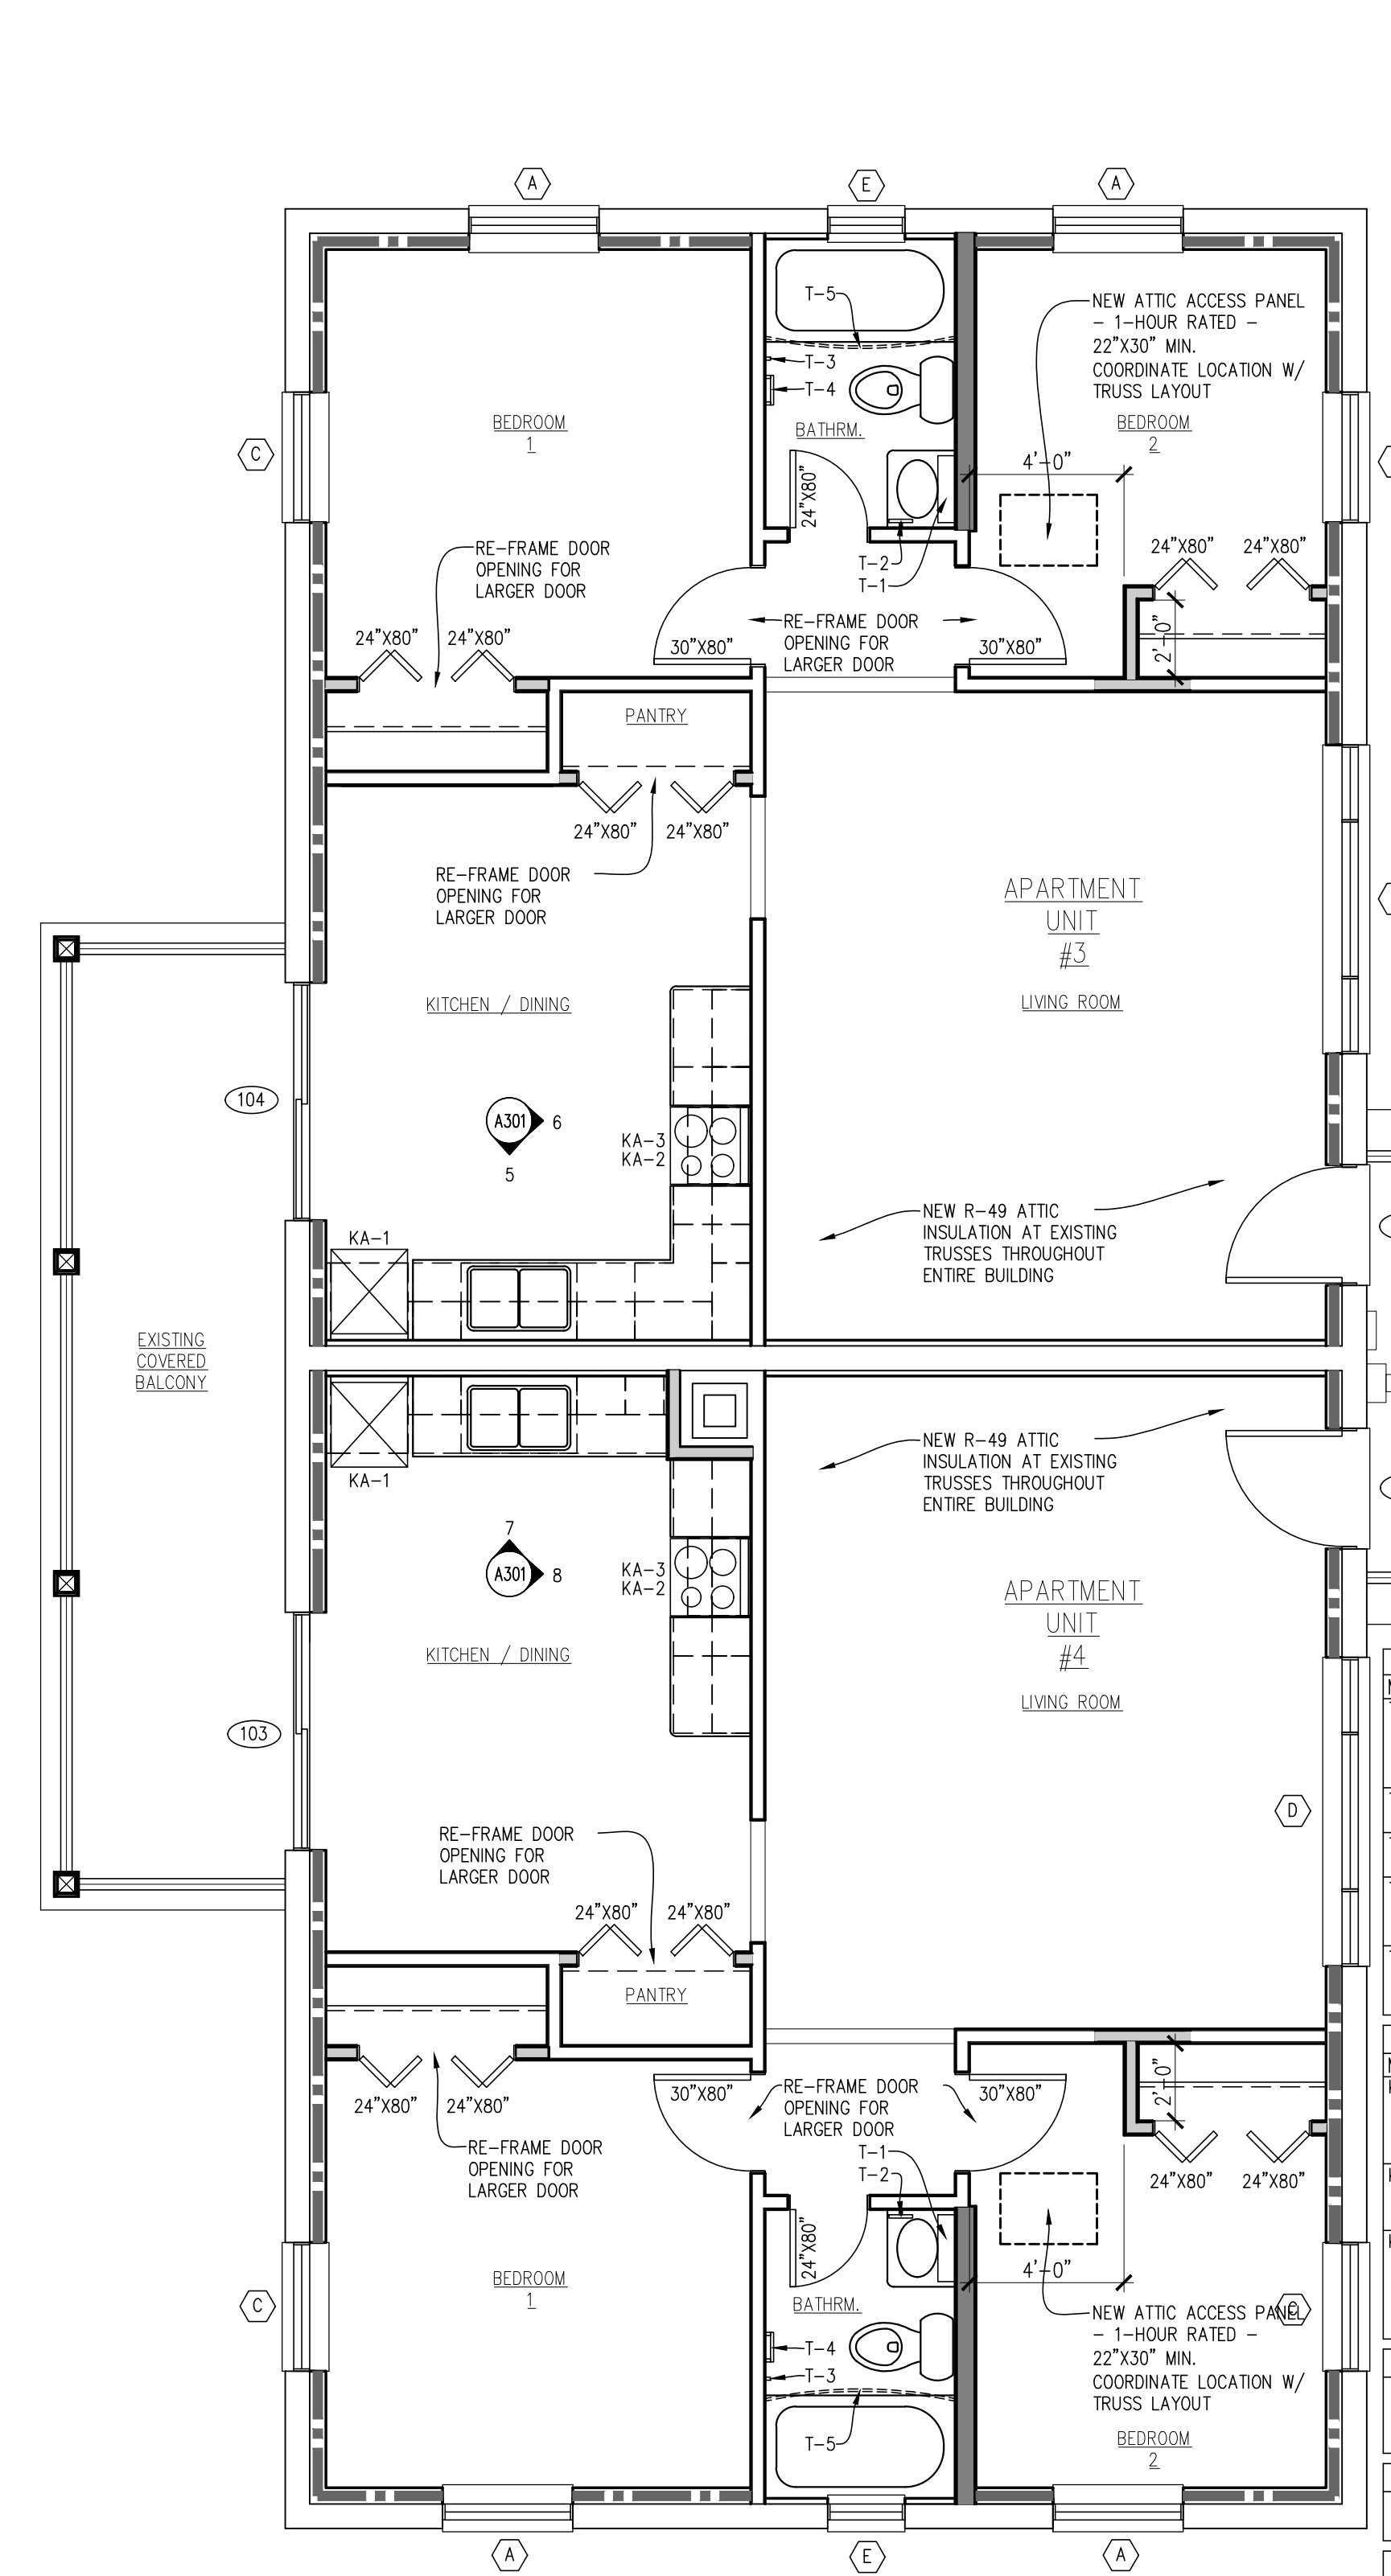 A
E
A
T-5
NEW ATTIC ACCESS PANEL
- 1-HOUR RATED -
22"X30" MIN.
COORDINATE LOCATION W/
TRUSS LAYOUT
T-3
T-4
BEDROOM
1
BATHRM.
BEDROOM
2
C
4'-0"
24"X80"
RE-FRAME DOOR
OPENING FOR
LARGER DOOR
T-2
T-1
24"X80"
24"X80"
24"X80"
24"X80"
2'-0"
RE-FRAME DOOR
OPENING FOR
LARGER DOOR
30"X80"
30"X80"
PANTRY
24"X80"
24"X80"
RE-FRAME DOOR
OPENING FOR
LARGER DOOR
APARTMENT
UNIT
#3
KITCHEN / DINING
LIVING ROOM
104
A301
6
5
KA-3
KA-2
NEW R-49 ATTIC
INSULATION AT EXISTING
TRUSSES THROUGHOUT
ENTIRE BUILDING
KA-1
EXISTING
COVERED
BALCONY
KA-1
NEW R-49 ATTIC
INSULATION AT EXISTING
TRUSSES THROUGHOUT
ENTIRE BUILDING
7
A301
8
KA-3
KA-2
APARTMENT
UNIT
#4
KITCHEN / DINING
LIVING ROOM
103
D
RE-FRAME DOOR
OPENING FOR
LARGER DOOR
24"X80"
24"X80"
PANTRY
24"X80"
24"X80"
30"X80"
RE-FRAME DOOR
OPENING FOR
LARGER DOOR
30"X80"
2'-0"
RE-FRAME DOOR
OPENING FOR
LARGER DOOR
T-1
T-2
24"X80"
24"X80"
24"X80"
4'-0"
BEDROOM
1
BATHRM.
C
C
NEW ATTIC ACCESS PANEL
- 1-HOUR RATED -
22"X30" MIN.
COORDINATE LOCATION W/
TRUSS LAYOUT
T-4
T-3
T-5
BEDROOM
2
A
E
A